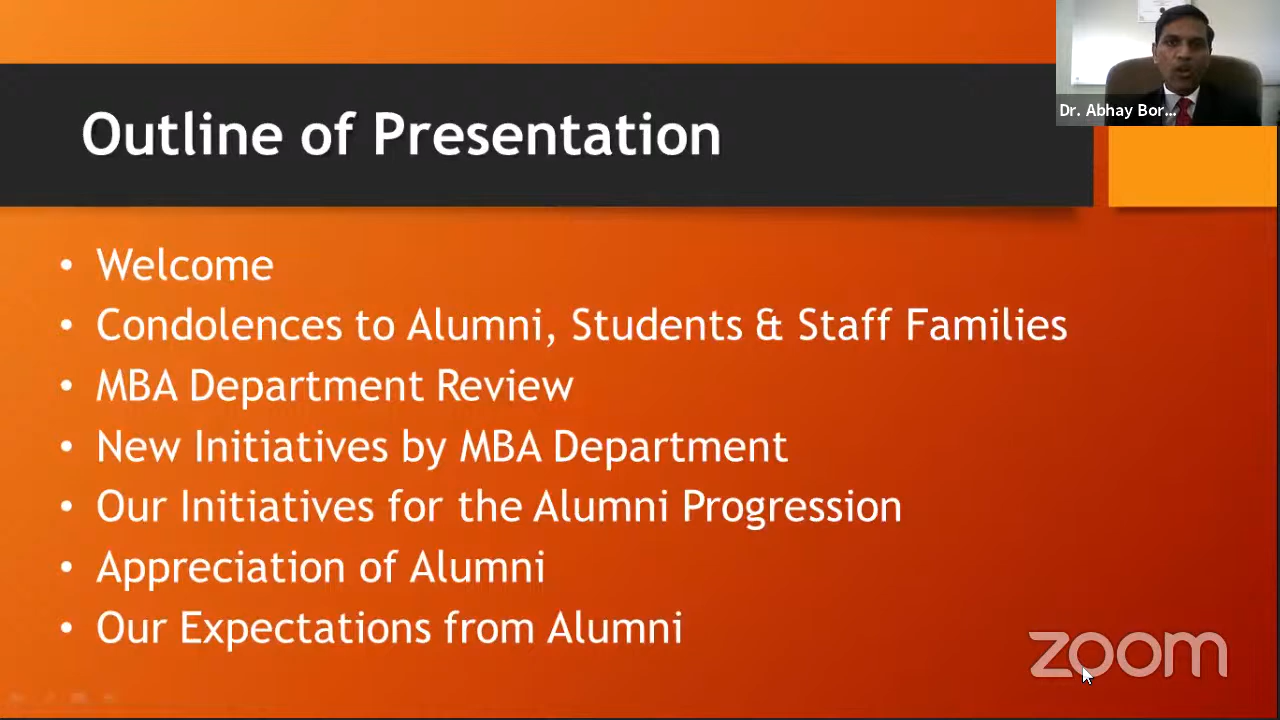 Dr. Abhay Bor...
Outline of Presentation
• Welcome
• Condolences to Alumni, Students & Staff Families
• MBA Department Review
• New Initiatives by MBA Department
• Our Initiatives for the Alumni Progression
• Appreciation of Alumni
• Our Expectations from Alumni
zoom